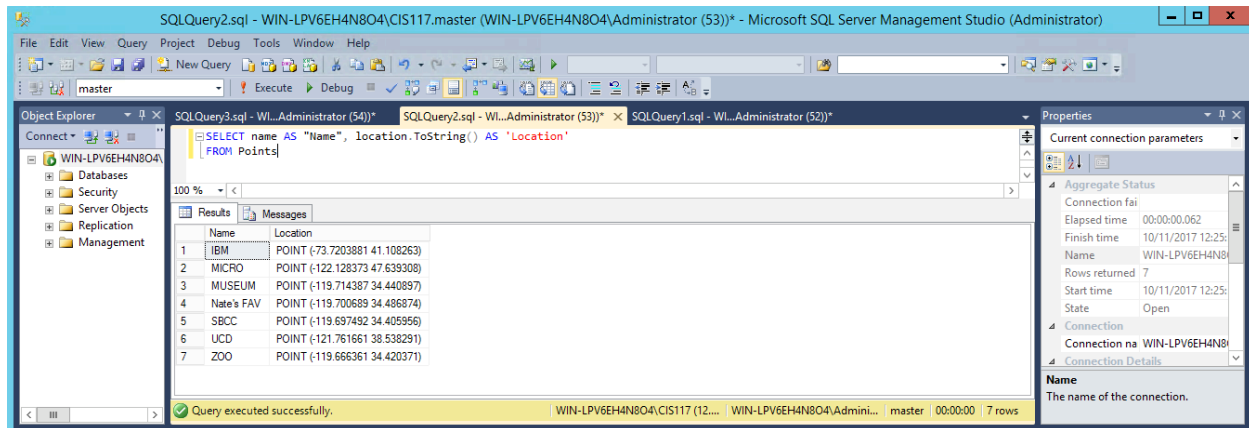 SQLQuery2.sql - WIN-LPV6EH4N8O4\CIS117.master (WIN-LPV6EH4N8O4\Administrator (53))* - Microsoft SQL Server Management Studio (Administrator)
File Edit View Query Project Debug Tools Window Help
New Query
master Execute Debug
Object Explorer
SQLQuery3.sql - WI...Administrator (54))* SQLQuery2.sql - WI...Administrator (53))* SQLQuery1.sql - WI...Administrator (52))*
Connect
WIN-LPV6EH4N8O4\
Databases
Security
Server Objects
Replication
Management
SELECT name AS "Name", location.ToString() AS 'Location'
FROM Points
100 %
Results Messages
Name Location
1 IBM POINT (-73.7203881 41.108263)
2 MICRO POINT (-122.128373 47.639308)
3 MUSEUM POINT (-119.714387 34.440897)
4 Nate's FAV POINT (-119.700689 34.486874)
5 SBCC POINT (-119.697492 34.405956)
6 UCD POINT (-121.761661 38.538291)
7 ZOO POINT (-119.666361 34.420371)
Query executed successfully. WIN-LPV6EH4N8O4\CIS117 (12.... WIN-LPV6EH4N8O4\Admini... master 00:00:00 7 rows
Properties
Current connection parameters
Aggregate Status
Connection fai
Elapsed time 00:00:00.062
Finish time 10/11/2017 12:25:
Name WIN-LPV6EH4N8
Rows returned 7
Start time 10/11/2017 12:25:
State Open
Connection
Connection na WIN-LPV6EH4N8
Connection Details
Name
The name of the connection.